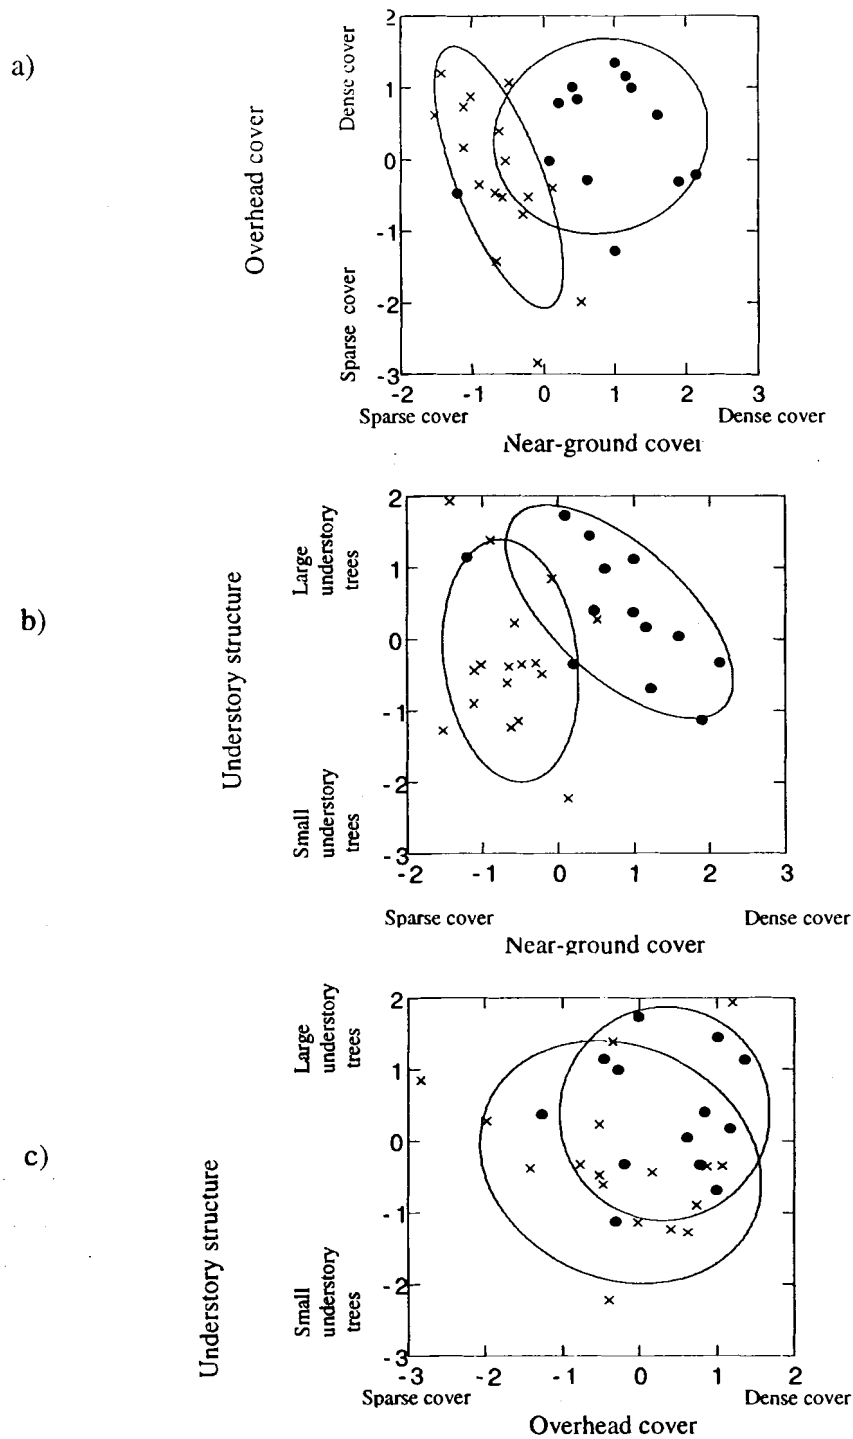 a)
Overhead cover
Dense cover
Sparse cover
2
1
0
-1
-2
-3
-2 -1 0 1 2 3
Sparse cover Dense cover
Near-ground cover
b)
Understory structure
Large
understory
trees
Small
understory
trees
2
1
0
-1
-2
-3
-2 -1 0 1 2 3
Sparse cover Dense cover
Near-ground cover
c)
Understory structure
Large
understory
trees
Small
understory
trees
2
1
0
-1
-2
-3
-3 -2 -1 0 1 2
Sparse cover Dense cover
Overhead cover